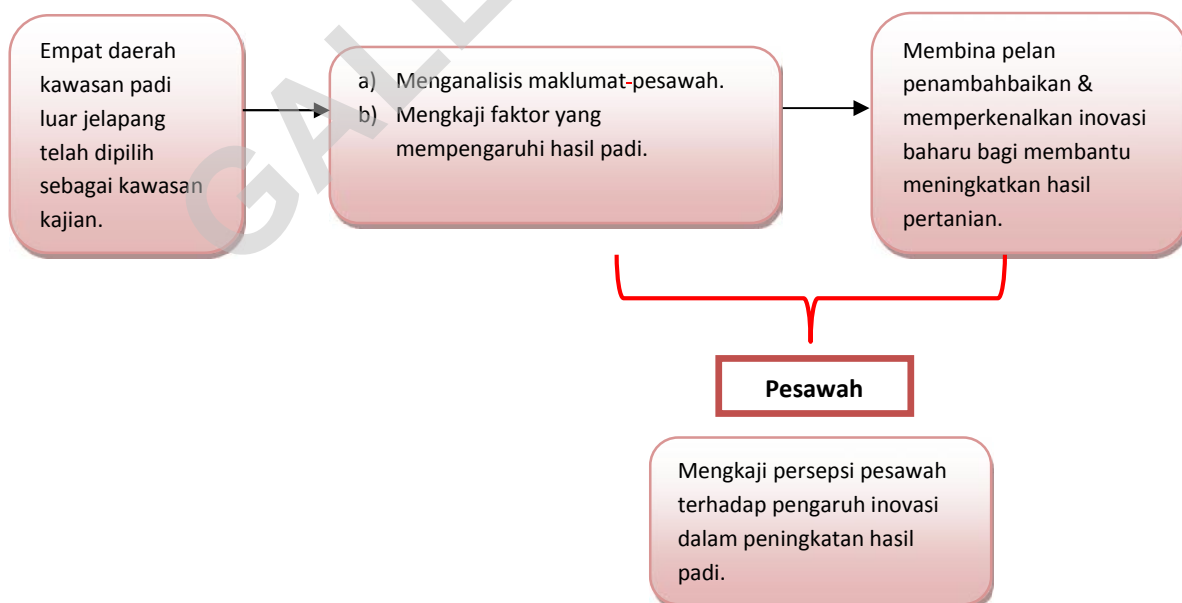 Empat daerah
kawasan padi
luar jelapang
telah dipilih
sebagai kawasan
kajian.
a) Menganalisis maklumat-pesawah.
b) Mengkaji faktor yang
mempengaruhi hasil padi.
Membina pelan
penambahbaikan &
memperkenalkan inovasi
baharu bagi membantu
meningkatkan hasil
pertanian.
Pesawah
Mengkaji persepsi pesawah
terhadap pengaruh inovasi
dalam peningkatan hasil
padi.